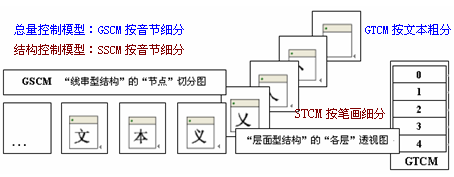 总量控制模型：GSCM 按音节细分
GTCM 按文本粗分
结构控制模型：SSCM 按音节细分
GSCM “线串型结构”的“节点”切分图
STCM 按笔画细分
… 文 本 义 乂
“层面型结构”的“各层”透视图
0
1
2
3
4
GTCM